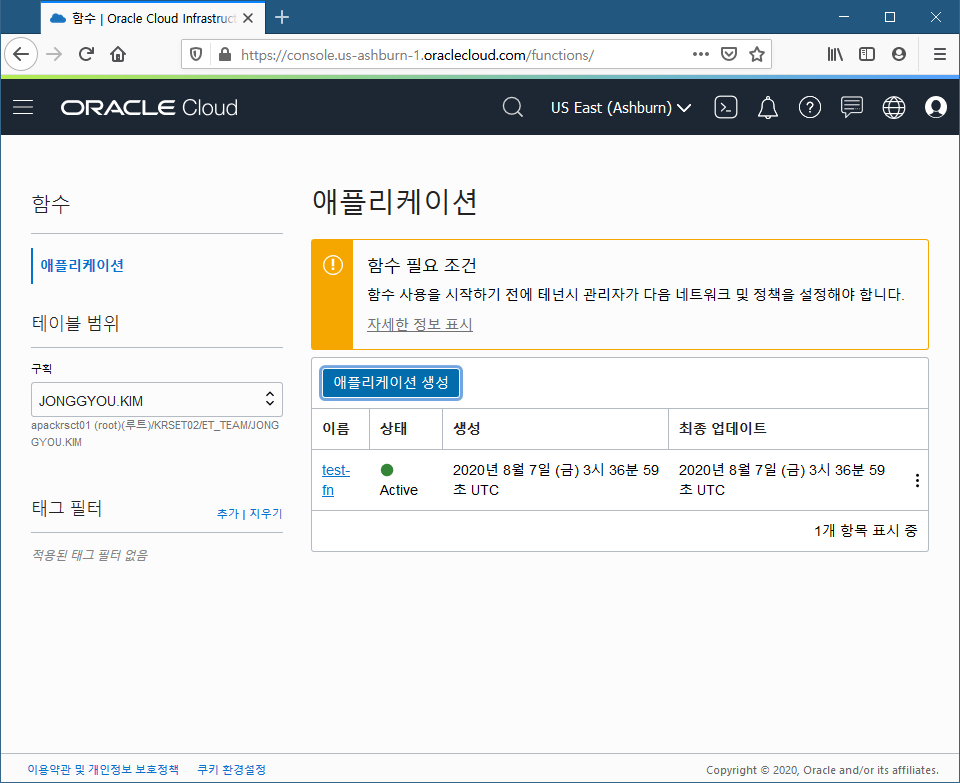 함수 | Oracle Cloud Infrastruct
https://console.us-ashburn-1.oraclecloud.com/functions/
ORACLE Cloud
US East (Ashburn)
함수
애플리케이션
테이블 범위
구획
JONGGYOU.KIM
apackrsct01 (root)(루트)/KRSET02/ET_TEAM/JONG
GYOU.KIM
태그 필터
추가 | 지우기
적용된 태그 필터 없음
애플리케이션
함수 필요 조건
함수 사용을 시작하기 전에 테넌시 관리자가 다음 네트워크 및 정책을 설정해야 합니다.
자세한 정보 표시
애플리케이션 생성
이름 상태 생성 최종 업데이트
test-
fn
Active
2020년 8월 7일 (금) 3시 36분 59
초 UTC
2020년 8월 7일 (금) 3시 36분 59
초 UTC
1개 항목 표시 중
이용약관 및 개인정보 보호정책 쿠키 환경설정
Copyright © 2020, Oracle and/or its affiliates.